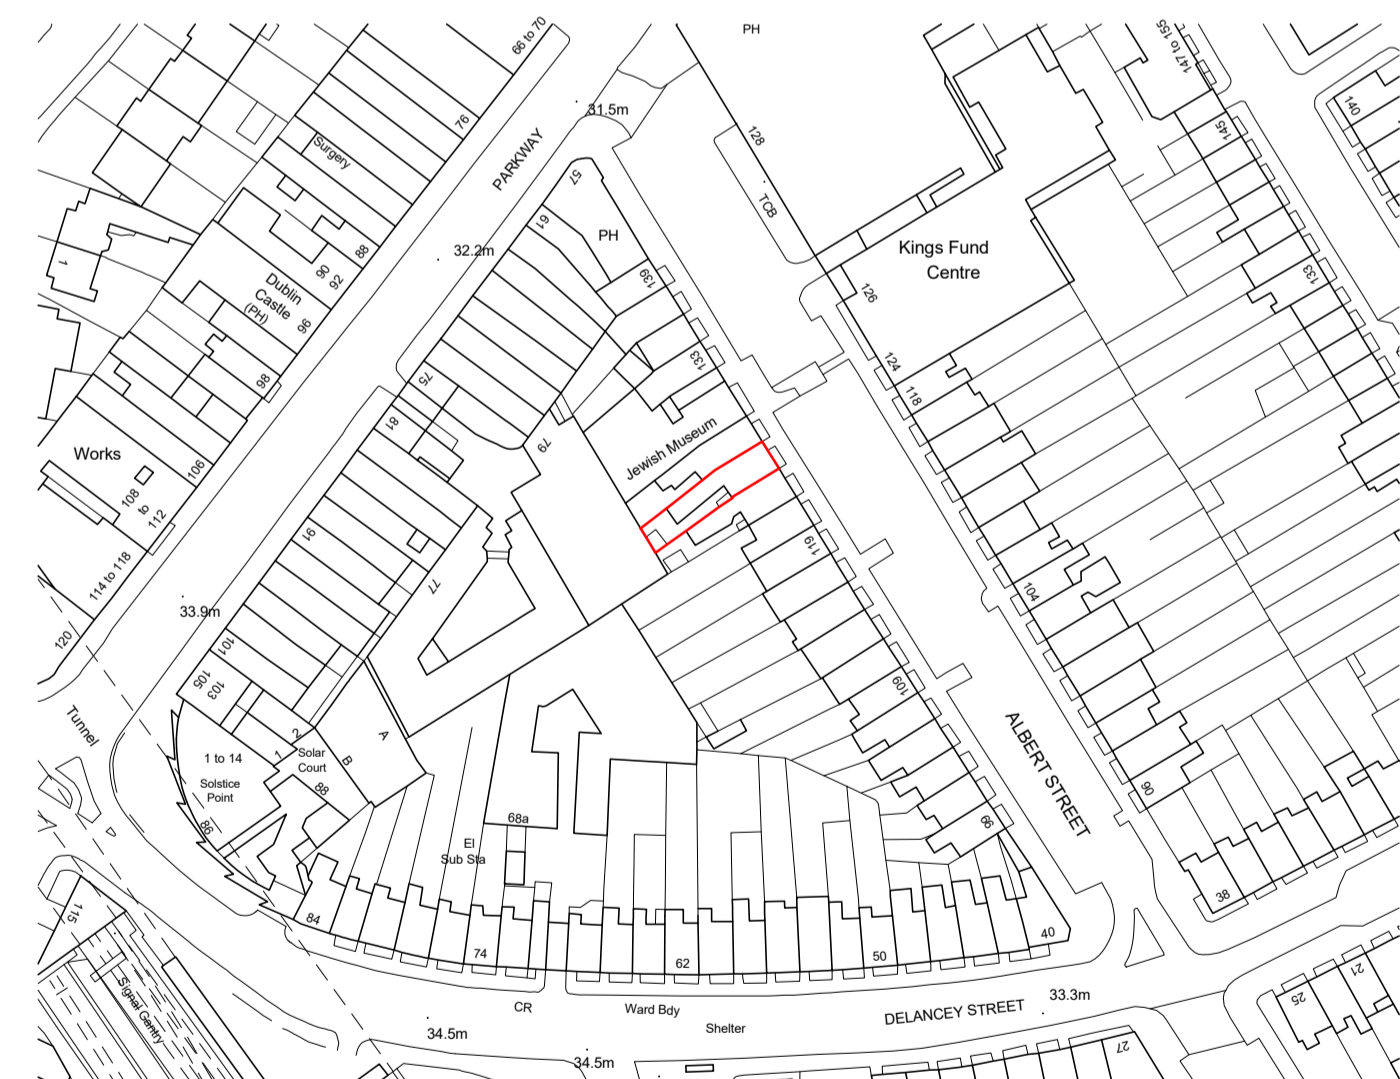 66 to 70
PH
147 to 155
31.5m
140
76
128
145
Surgery
PARKWAY
57
TCB
61
PH
Kings Fund
Centre
1
32.2m
88
90
92
Dublin
Castle
(PH)
96
139
126
133
133
124
98
75
118
81
79
Jewish Museum
Works
106
108
to
112
91
119
114 to 118
77
104
33.9m
120
101
105
103
109
Tunnel
2
1
A
B
Solar
Court
88
1 to 14
Solstice
Point
86
ALBERT STREET
90
68a
El
Sub Sta
66
38
84
74
62
50
40
115
Signal Gantry
CR
Ward Bdy
Shelter
DELANCEY STREET
33.3m
34.5m
34.5m
25
21
27